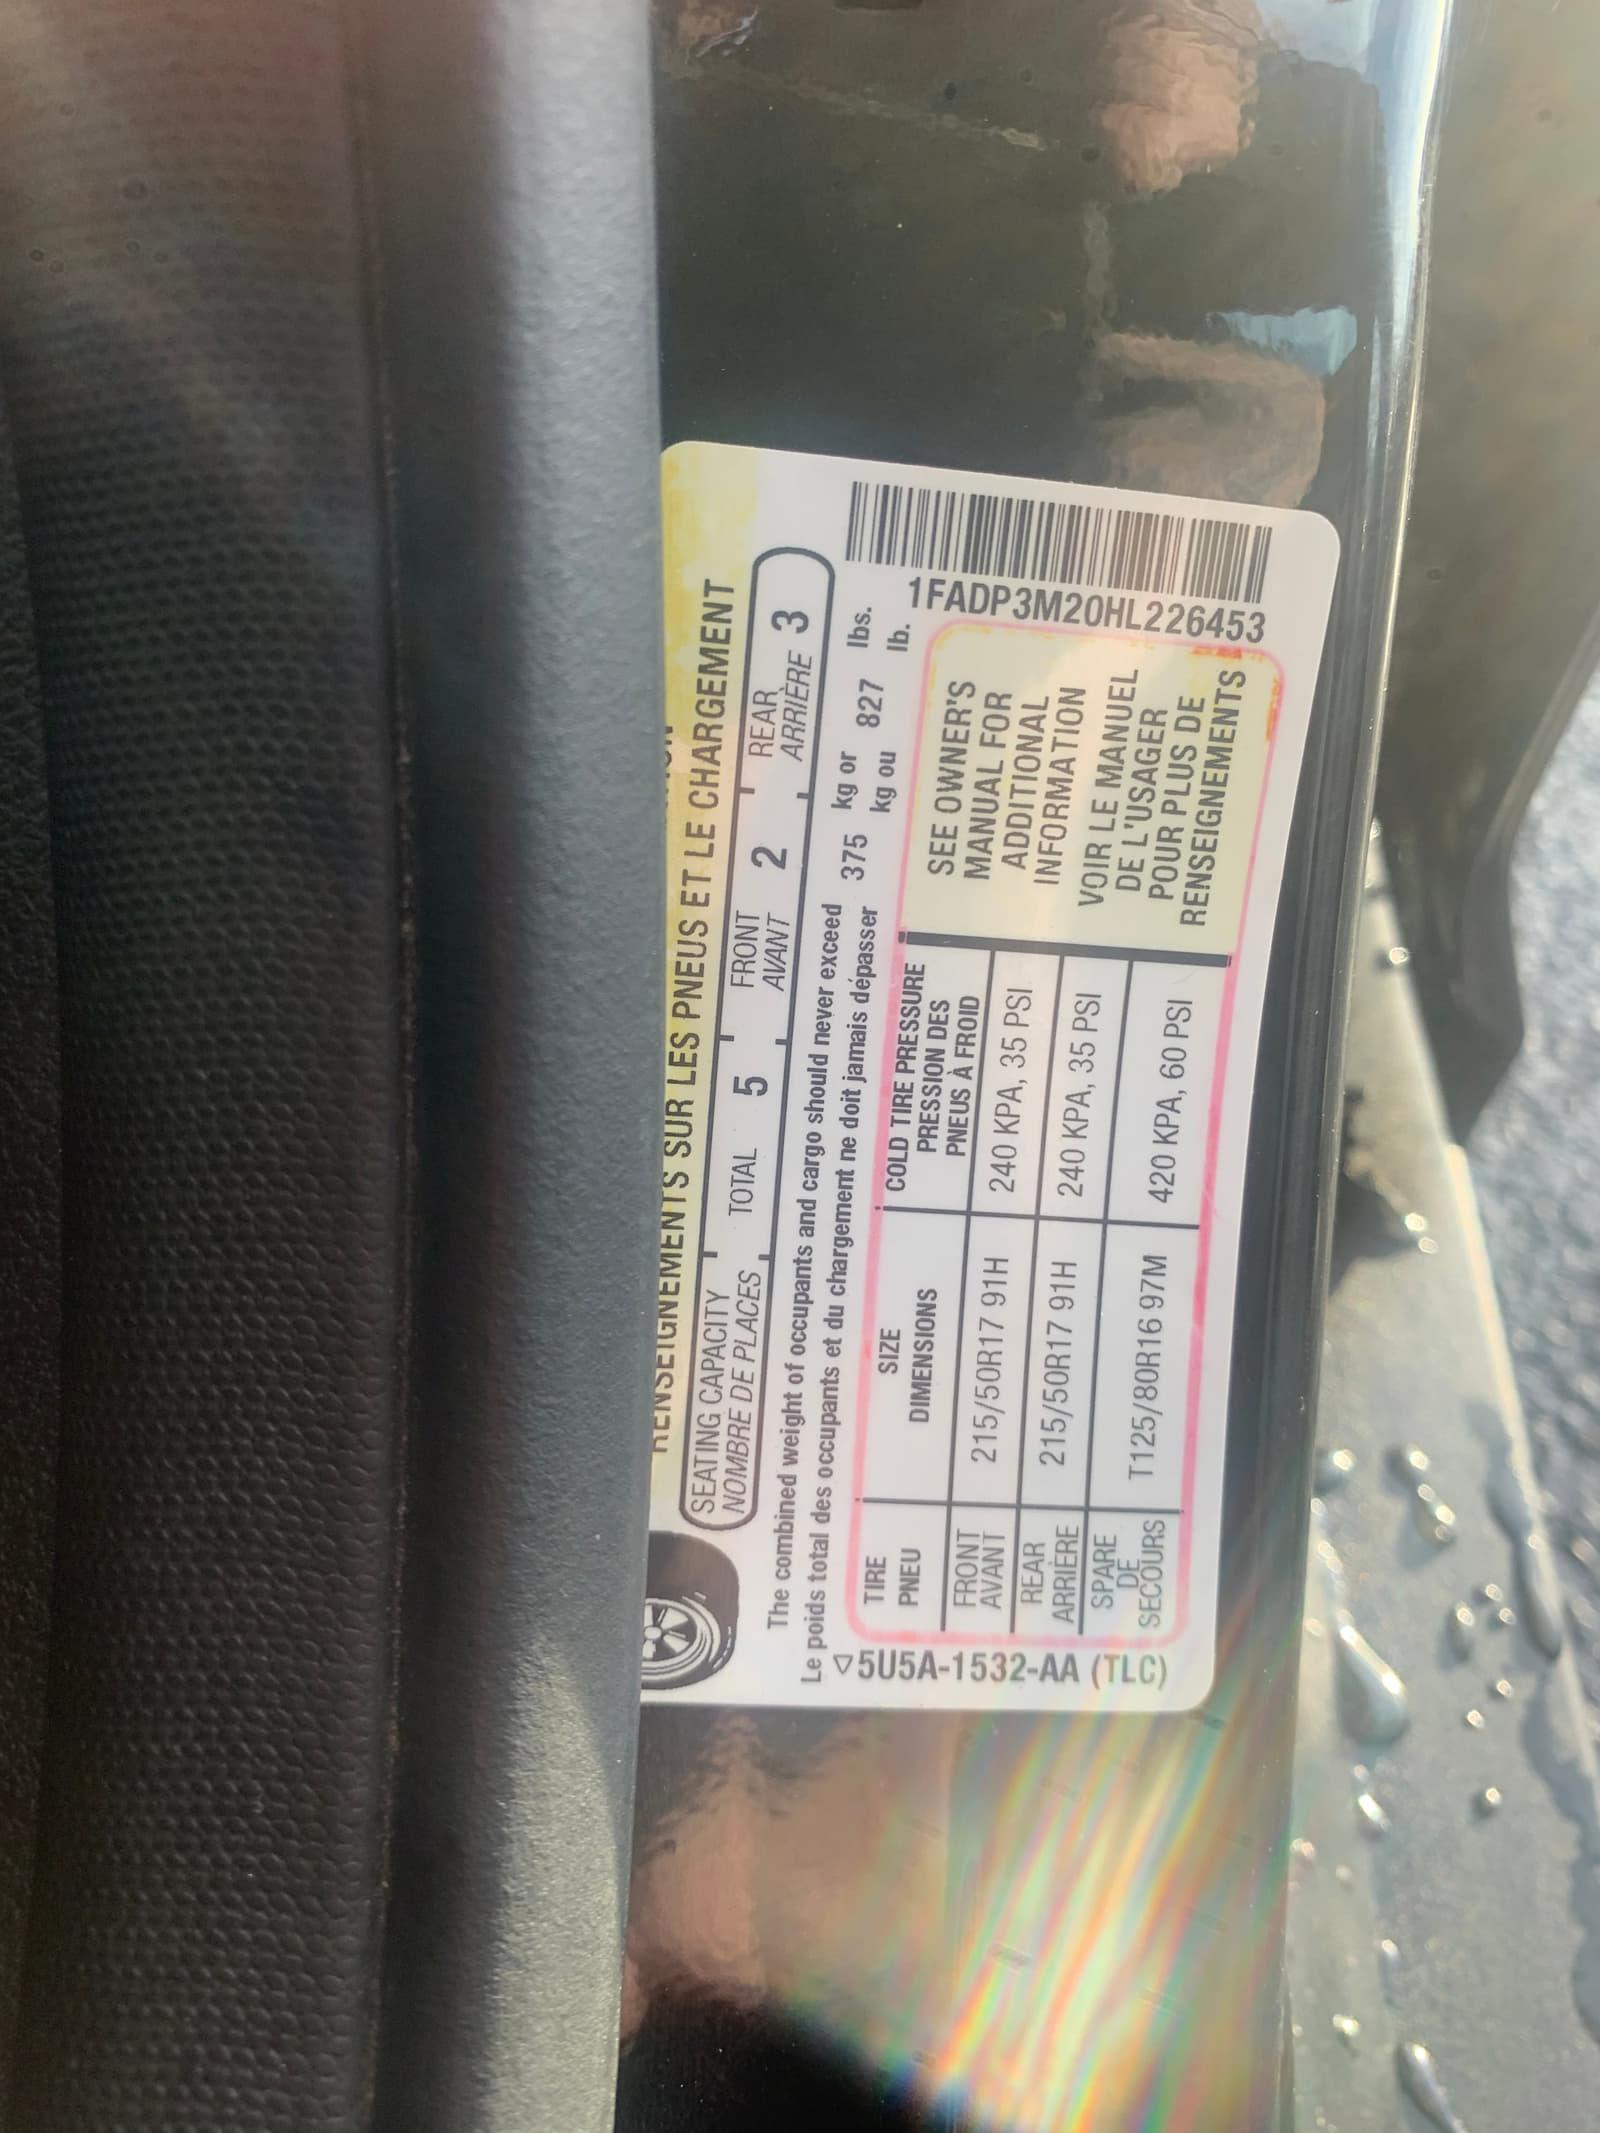 RENSEIGNEMENTS SUR LES PNEUS ET LE CHARGEMENT
SEATING CAPACITY
NOMBRE DE PLACES
TOTAL 5
FRONT
AVANT 2
REAR
ARRIÈRE 3
The combined weight of occupants and cargo should never exceed 375 kg or 827 lbs.
Le poids total des occupants et du chargement ne doit jamais dépasser kg ou lb.
TIRE
PNEU
SIZE
DIMENSIONS
COLD TIRE PRESSURE
PRESSION DES
PNEUS À FROID
FRONT
AVANT
215/50R17 91H
240 KPA, 35 PSI
REAR
ARRIÈRE
215/50R17 91H
240 KPA, 35 PSI
SPARE
DE
SECOURS
T125/80R16 97M
420 KPA, 60 PSI
SEE OWNER'S
MANUAL FOR
ADDITIONAL
INFORMATION
VOIR LE MANUEL
DE L'USAGER
POUR PLUS DE
RENSEIGNEMENTS
5U5A-1532-AA (TLC)
1FADP3M20HL226453